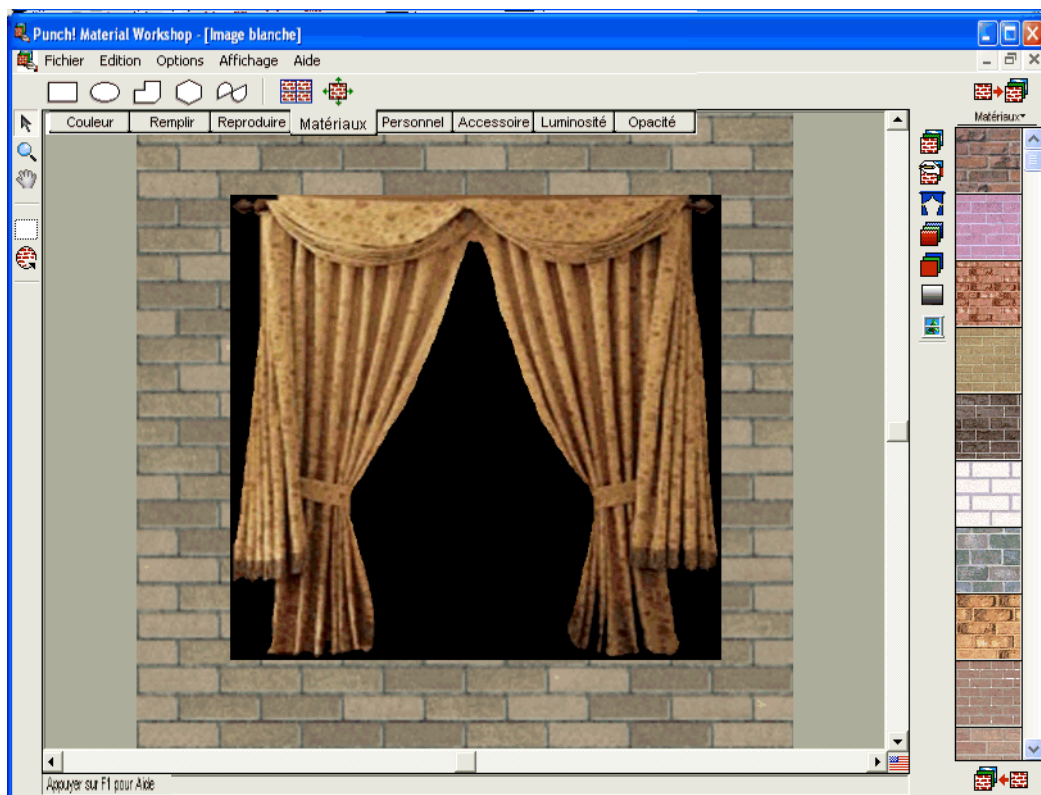 Punch! Material Workshop - [Image blanche]
Fichier Edition Options Affichage Aide
Matériaux
Couleur Remplir Reproduire Matériaux Personnel Accessoire Luminosité Opacité
Appuyer sur F1 pour Aide